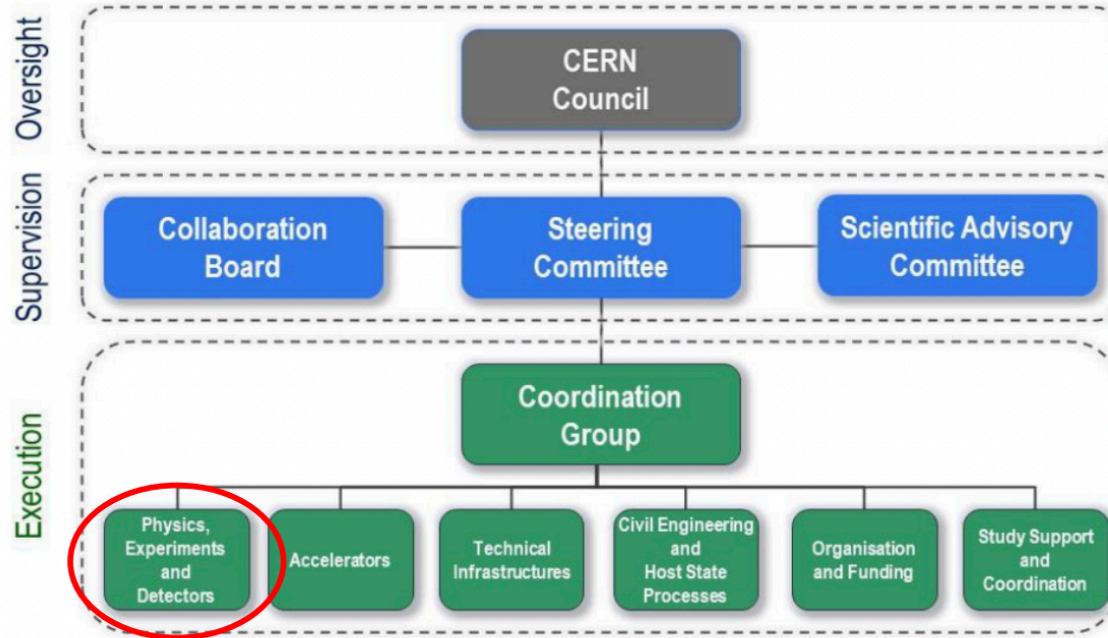 Oversight
CERN
Council
Supervision
Collaboration
Board
Steering
Committee
Scientific Advisory
Committee
Execution
Coordination
Group
Physics,
Experiments
and
Detectors
Accelerators
Technical
Infrastructures
Civil Engineering
and
Host State
Processes
Organisation
and Funding
Study Support
and
Coordination